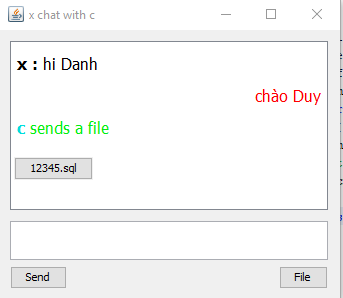 x chat with c
x : hi Danh
chào Duy
c sends a file
12345.sql
Send
File